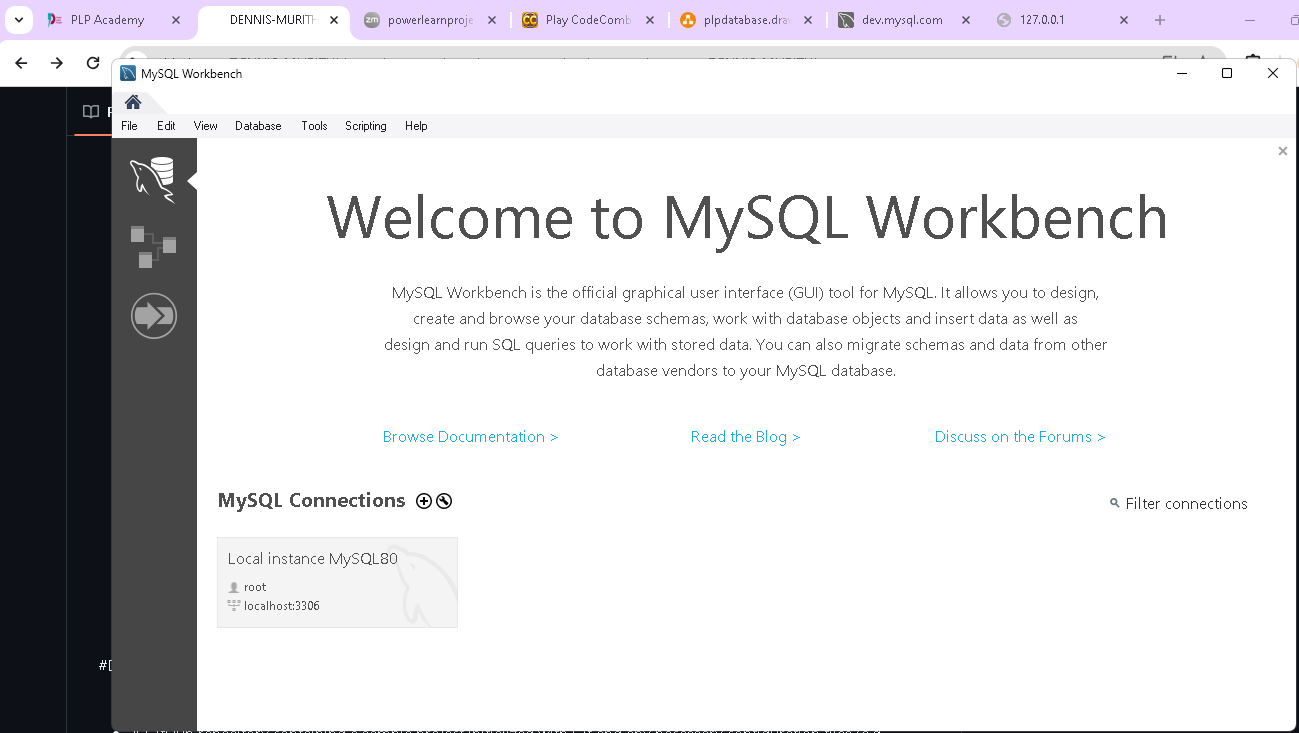 PLP Academy
DENNIS-MURITH
powerlearnproje
Play CodeComb
plpdatabase.drav
dev.mysql.com
127.0.0.1
MySQL Workbench
File Edit View Database Tools Scripting Help
Welcome to MySQL Workbench
MySQL Workbench is the official graphical user interface (GUI) tool for MySQL. It allows you to design,
create and browse your database schemas, work with database objects and insert data as well as
design and run SQL queries to work with stored data. You can also migrate schemas and data from other
database vendors to your MySQL database.
Browse Documentation >
Read the Blog >
Discuss on the Forums >
MySQL Connections
Filter connections
Local instance MySQL80
root
localhost:3306